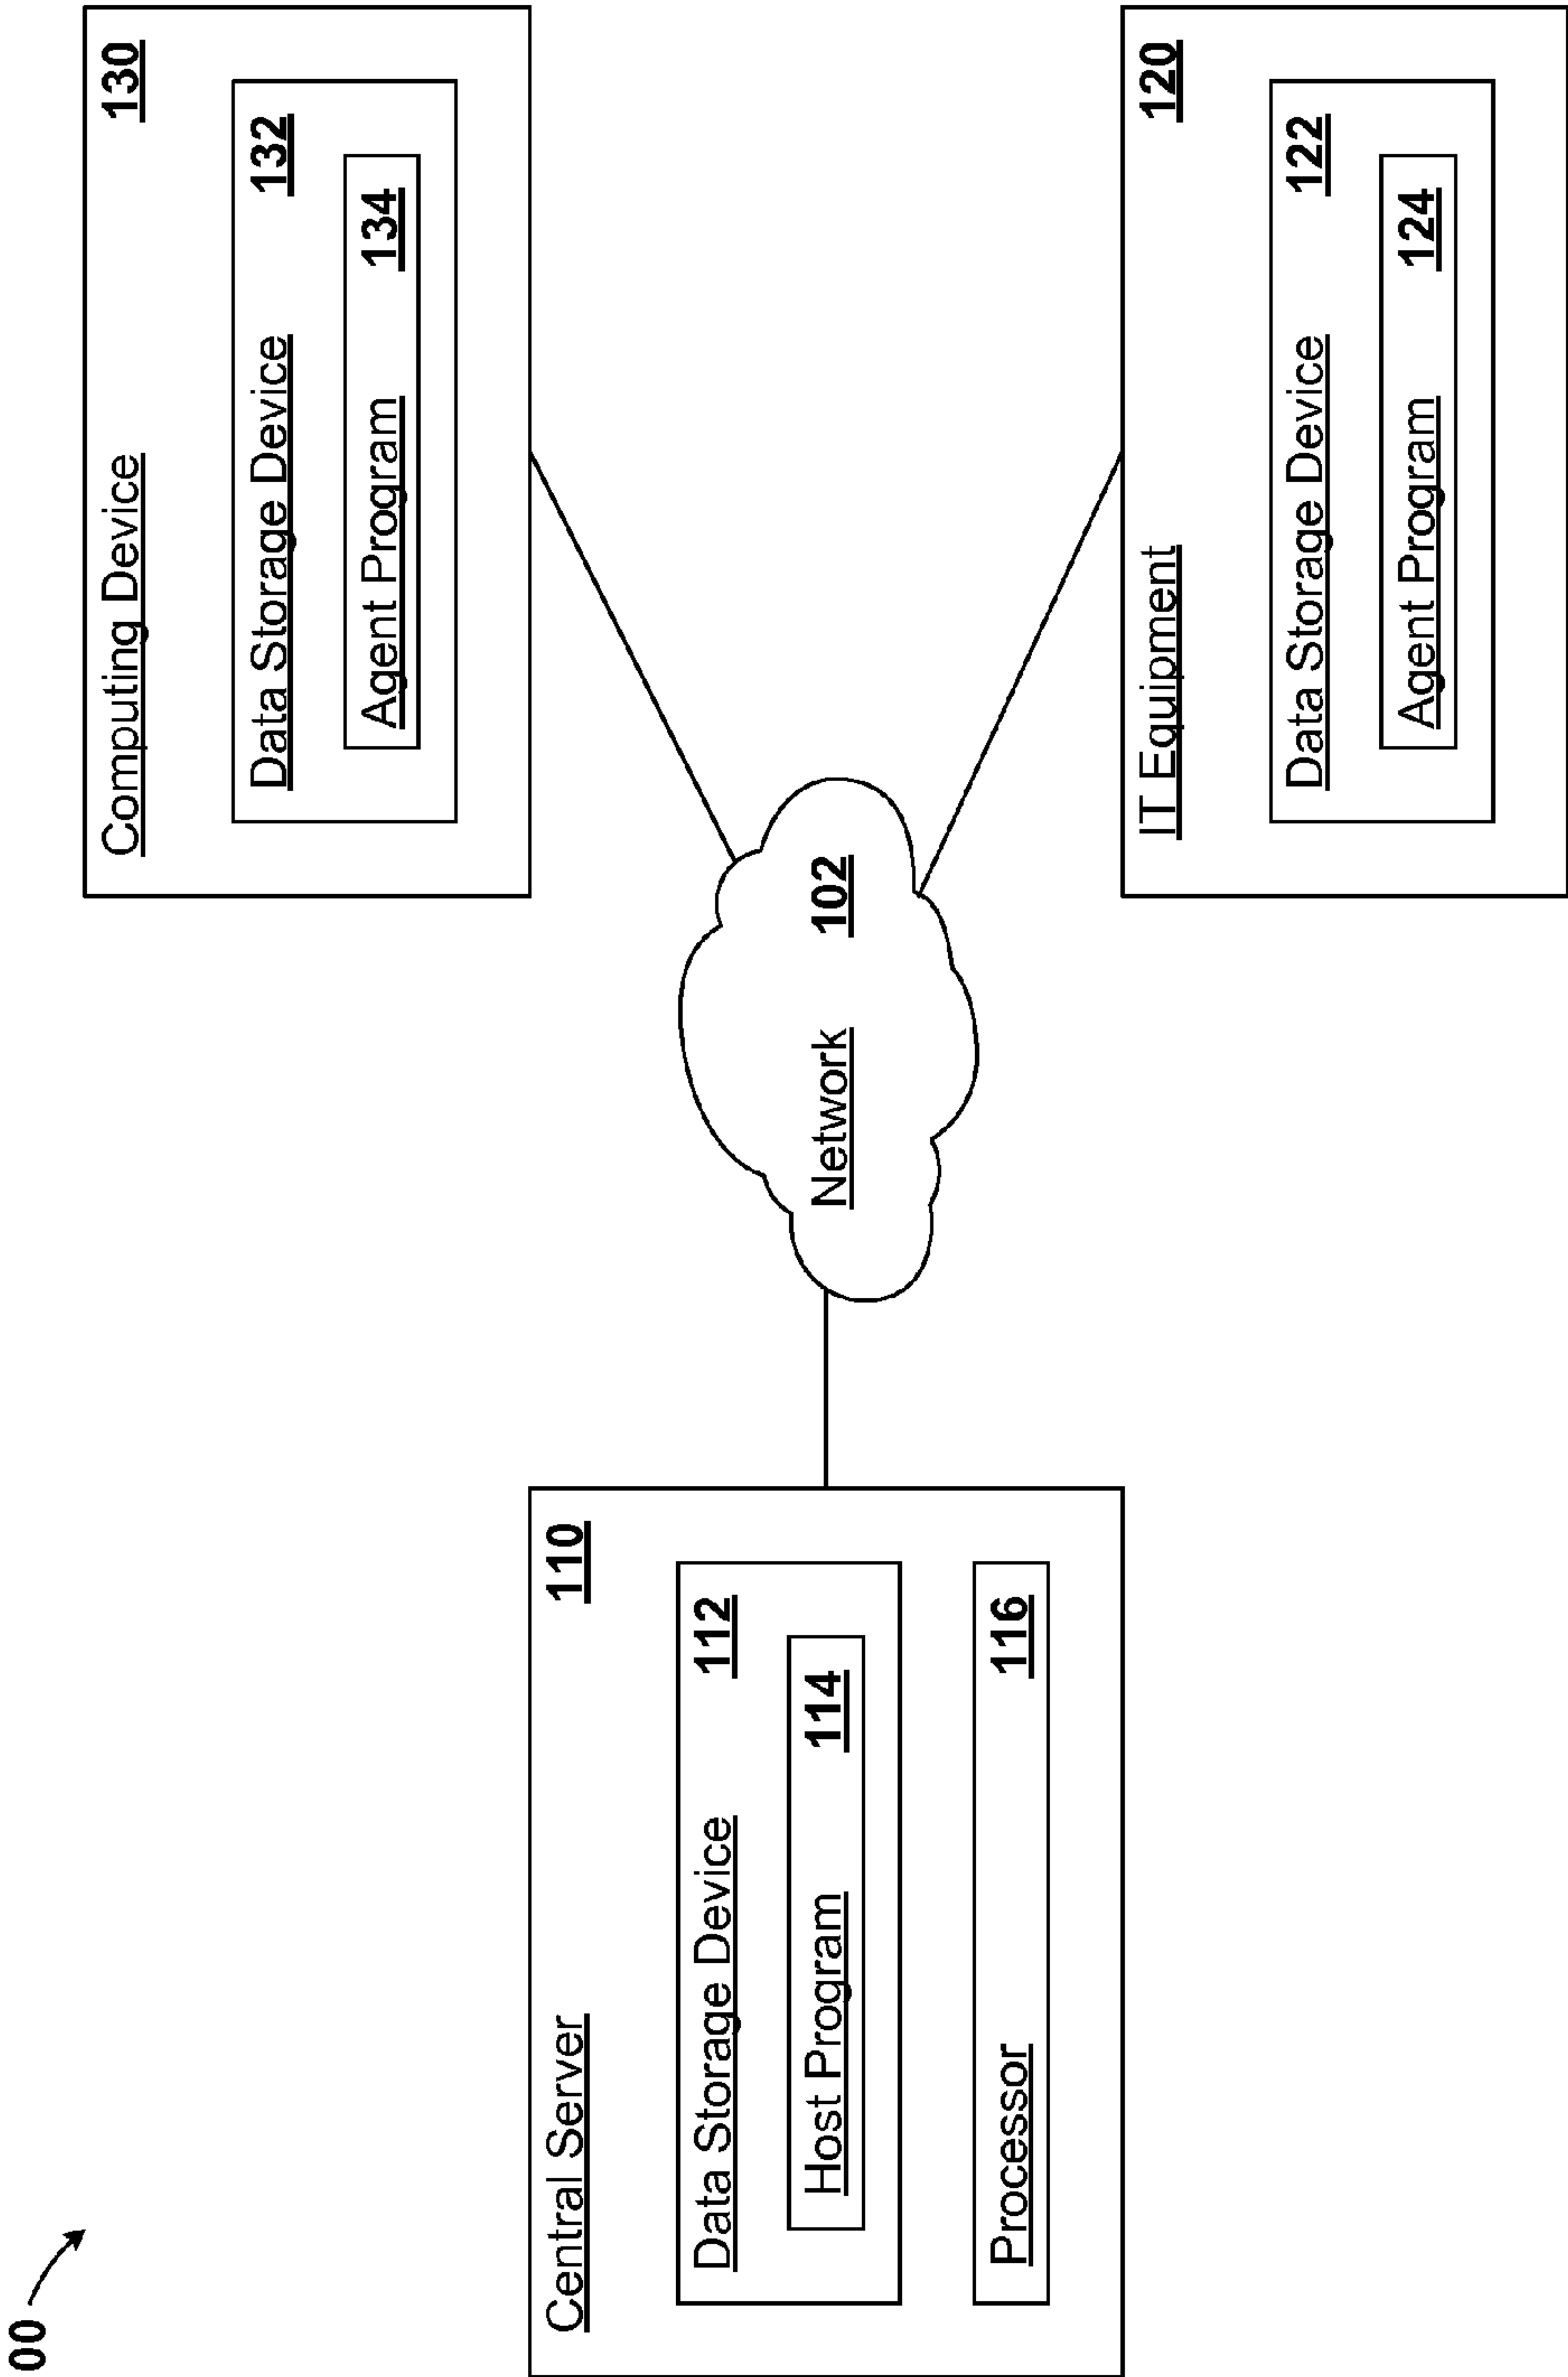 00
Central Server 110
Data Storage Device 112
Host Program 114
Processor 116
Network 102
Computing Device 130
Data Storage Device 132
Agent Program 134
IT Equipment 120
Data Storage Device 122
Agent Program 124